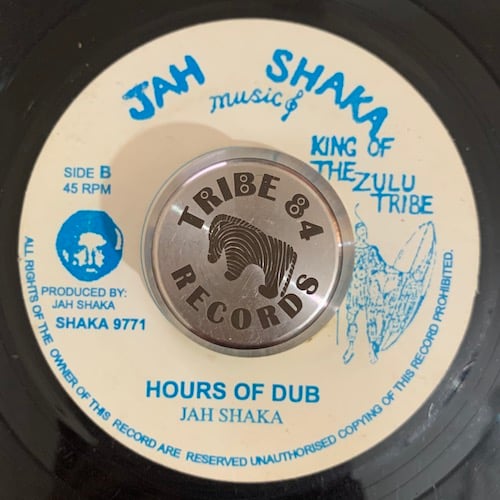 JAH SHAKA
music
KING OF
THE ZULU
TRIBE
SIDE B
45 RPM
TRIBE 84
RECORDS
PRODUCED BY:
JAH SHAKA
SHAKA 9771
HOURS OF DUB
JAH SHAKA
ALL RIGHTS OF THE OWNER OF THIS RECORD ARE RESERVED UNAUTHORISED COPYING OF THIS RECORD PROHIBITED.